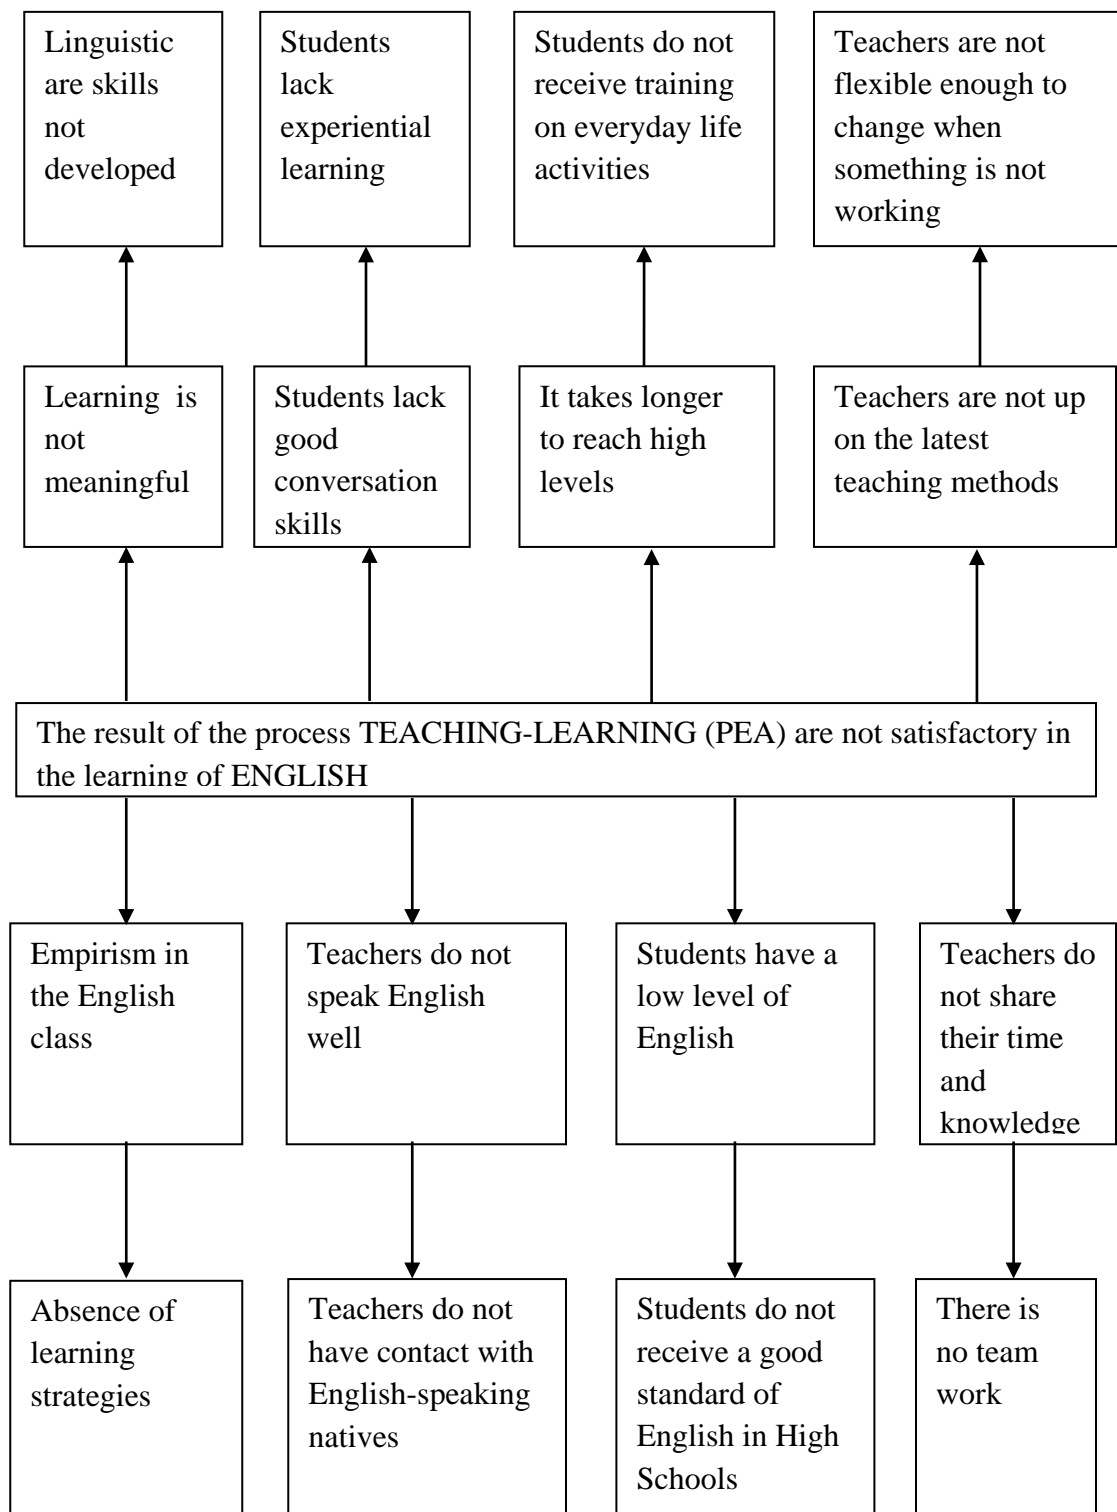 Linguistic
are skills
not
developed
Students
lack
experiential
learning
Students do not
receive training
on everyday life
activities
Teachers are not
flexible enough to
change when
something is not
working
Learning is
not
meaningful
Students lack
good
conversation
skills
It takes longer
to reach high
levels
Teachers are not up
on the latest
teaching methods
The result of the process TEACHING-LEARNING (PEA) are not satisfactory in
the learning of ENGLISH
Empirism in
the English
class
Teachers do not
speak English
well
Students have a
low level of
English
Teachers do
not share
their time
and
knowledge
Absence of
learning
strategies
Teachers do not
have contact with
English-speaking
natives
Students do not
receive a good
standard of
English in High
Schools
There is
no team
work